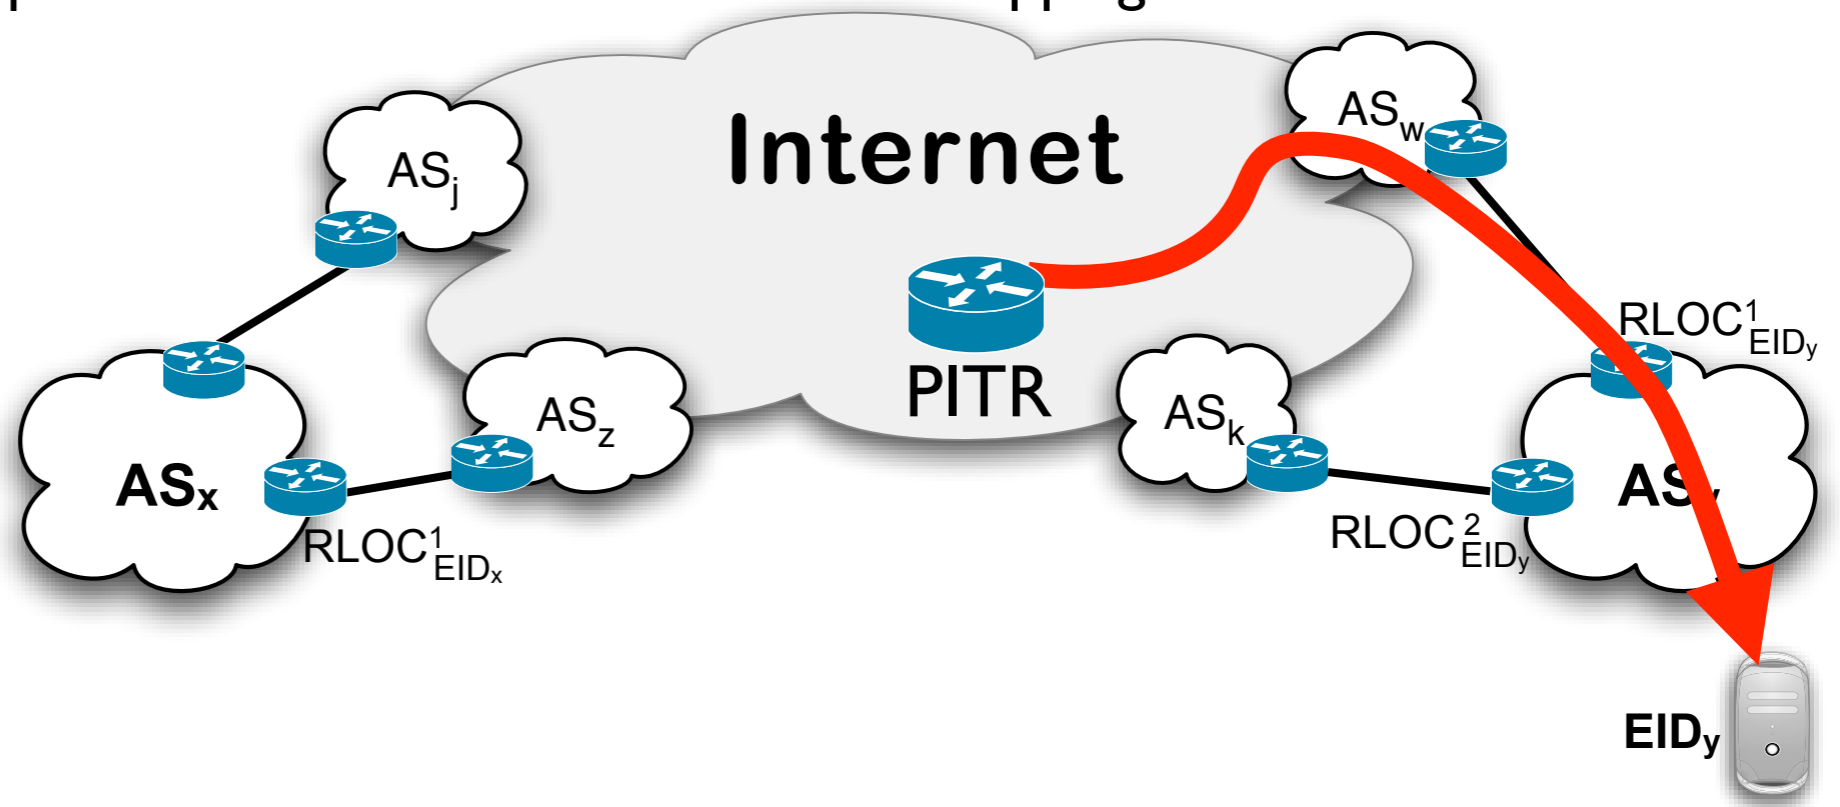 Internet
ASw
ASj
RLOC1EIDy
PITR
ASz
ASk
ASx
RLOC1EIDx
RLOC2EIDy
EIDy